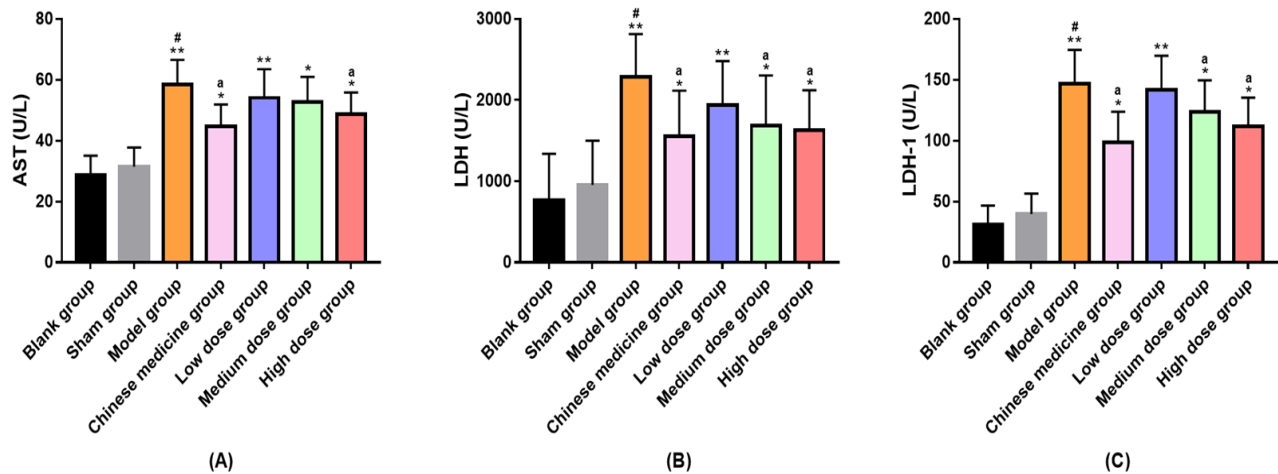 AST (U/L)
80
60
40
20
0
#
**
a
*
**
*
a
*
Blank group
Sham group
Model group
Chinese medicine group
Low dose group
Medium dose group
High dose group
(A)
LDH (U/L)
3000
2000
1000
0
#
**
a
*
**
a
*
a
*
Blank group
Sham group
Model group
Chinese medicine group
Low dose group
Medium dose group
High dose group
(B)
LDH-1 (U/L)
200
150
100
50
0
#
**
a
*
**
a
*
a
*
Blank group
Sham group
Model group
Chinese medicine group
Low dose group
Medium dose group
High dose group
(C)